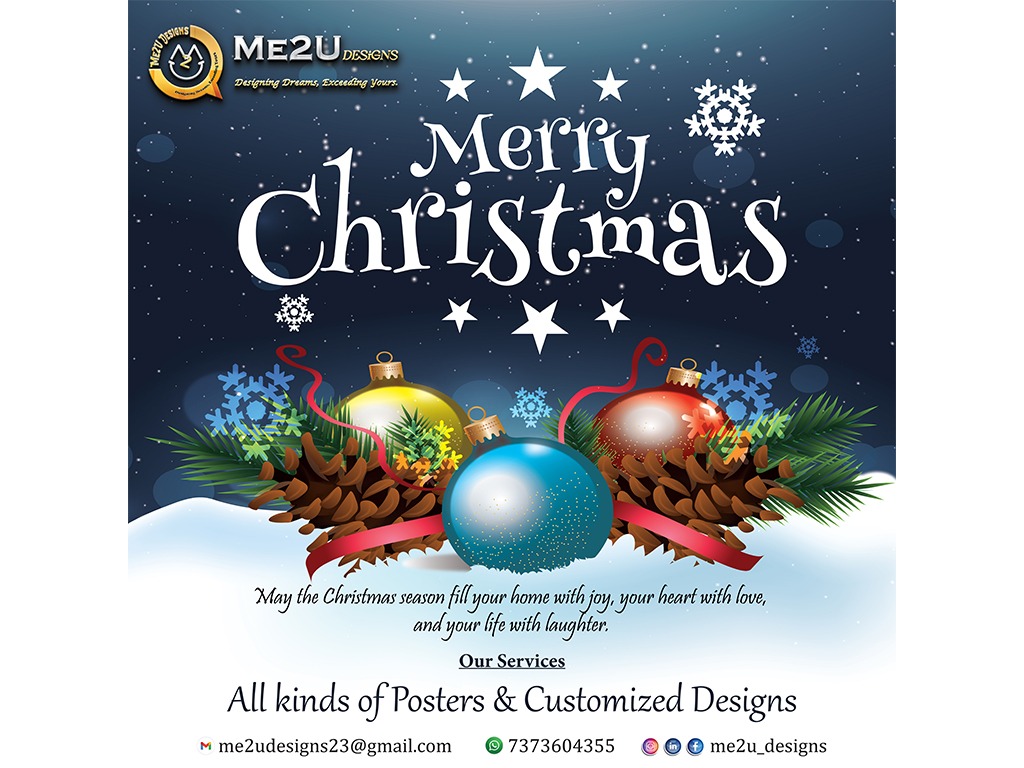 ME2U DESIGNS
ME2U DESIGNS
Designing Dreams, Exceeding Yours.
Merry
Christmas
May the Christmas season fill your home with joy, your heart with love,
and your life with laughter.
Our Services
All kinds of Posters & Customized Designs
me2udesigns23@gmail.com 7373604355 me2u_designs